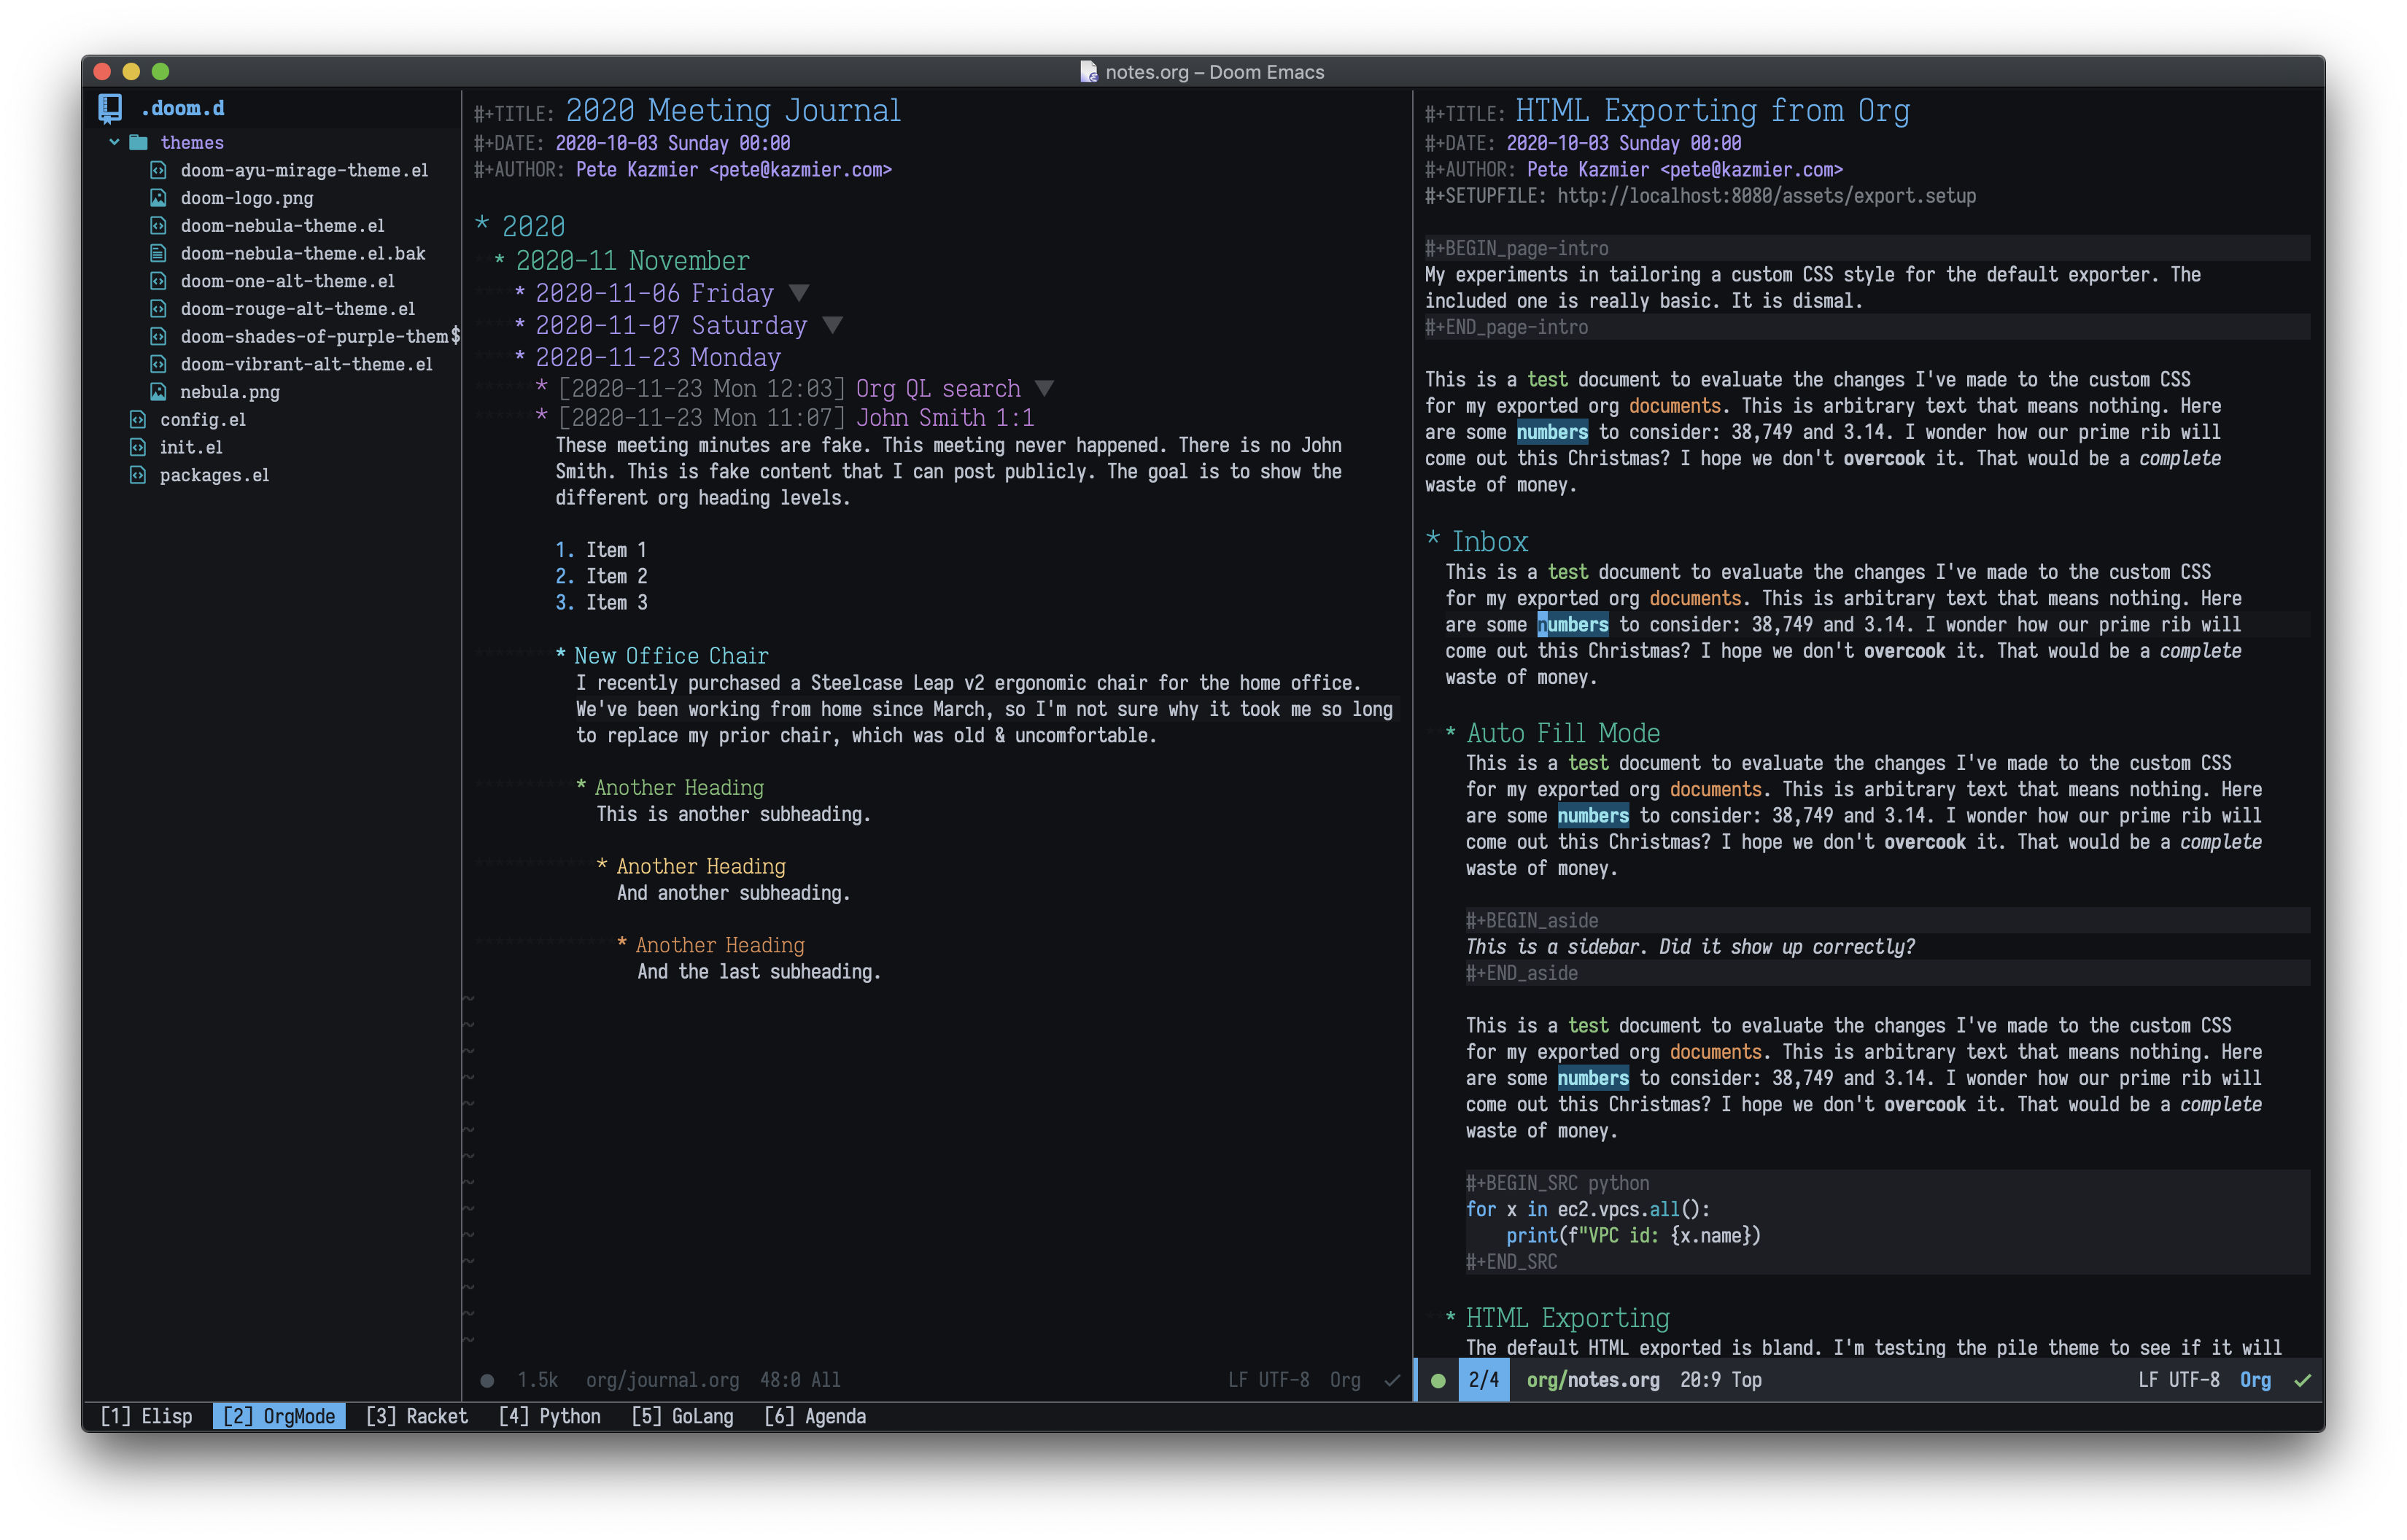 notes.org – Doom Emacs
.doom.d
themes
doom-ayu-mirage-theme.el
doom-logo.png
doom-nebula-theme.el
doom-nebula-theme.el.bak
doom-one-alt-theme.el
doom-rouge-alt-theme.el
doom-shades-of-purple-them$
doom-vibrant-alt-theme.el
nebula.png
config.el
init.el
packages.el
#+TITLE: 2020 Meeting Journal
#+DATE: 2020-10-03 Sunday 00:00
#+AUTHOR: Pete Kazmier <pete@kazmier.com>
* 2020
* 2020-11 November
* 2020-11-06 Friday ▼
* 2020-11-07 Saturday ▼
* 2020-11-23 Monday
* [2020-11-23 Mon 12:03] Org QL search ▼
* [2020-11-23 Mon 11:07] John Smith 1:1
These meeting minutes are fake. This meeting never happened. There is no John
Smith. This is fake content that I can post publicly. The goal is to show the
different org heading levels.
1. Item 1
2. Item 2
3. Item 3
* New Office Chair
I recently purchased a Steelcase Leap v2 ergonomic chair for the home office.
We've been working from home since March, so I'm not sure why it took me so long
to replace my prior chair, which was old & uncomfortable.
* Another Heading
This is another subheading.
* Another Heading
And another subheading.
* Another Heading
And the last subheading.
~
~
~
~
~
~
~
~
~
~
~
~
~
~
1.5k org/journal.org 48:0 All LF UTF-8 Org
#+TITLE: HTML Exporting from Org
#+DATE: 2020-10-03 Sunday 00:00
#+AUTHOR: Pete Kazmier <pete@kazmier.com>
#+SETUPFILE: http://localhost:8080/assets/export.setup
#+BEGIN_page-intro
My experiments in tailoring a custom CSS style for the default exporter. The
included one is really basic. It is dismal.
#+END_page-intro
This is a test document to evaluate the changes I've made to the custom CSS
for my exported org documents. This is arbitrary text that means nothing. Here
are some numbers to consider: 38,749 and 3.14. I wonder how our prime rib will
come out this Christmas? I hope we don't overcook it. That would be a complete
waste of money.
* Inbox
This is a test document to evaluate the changes I've made to the custom CSS
for my exported org documents. This is arbitrary text that means nothing. Here
are some numbers to consider: 38,749 and 3.14. I wonder how our prime rib will
come out this Christmas? I hope we don't overcook it. That would be a complete
waste of money.
* Auto Fill Mode
This is a test document to evaluate the changes I've made to the custom CSS
for my exported org documents. This is arbitrary text that means nothing. Here
are some numbers to consider: 38,749 and 3.14. I wonder how our prime rib will
come out this Christmas? I hope we don't overcook it. That would be a complete
waste of money.
#+BEGIN_aside
This is a sidebar. Did it show up correctly?
#+END_aside
This is a test document to evaluate the changes I've made to the custom CSS
for my exported org documents. This is arbitrary text that means nothing. Here
are some numbers to consider: 38,749 and 3.14. I wonder how our prime rib will
come out this Christmas? I hope we don't overcook it. That would be a complete
waste of money.
#+BEGIN_SRC python
for x in ec2.vpcs.all():
    print(f"VPC id: {x.name})
#+END_SRC
* HTML Exporting
The default HTML exported is bland. I'm testing the pile theme to see if it will
2/4 org/notes.org 20:9 Top LF UTF-8 Org
[1] Elisp [2] OrgMode [3] Racket [4] Python [5] GoLang [6] Agenda